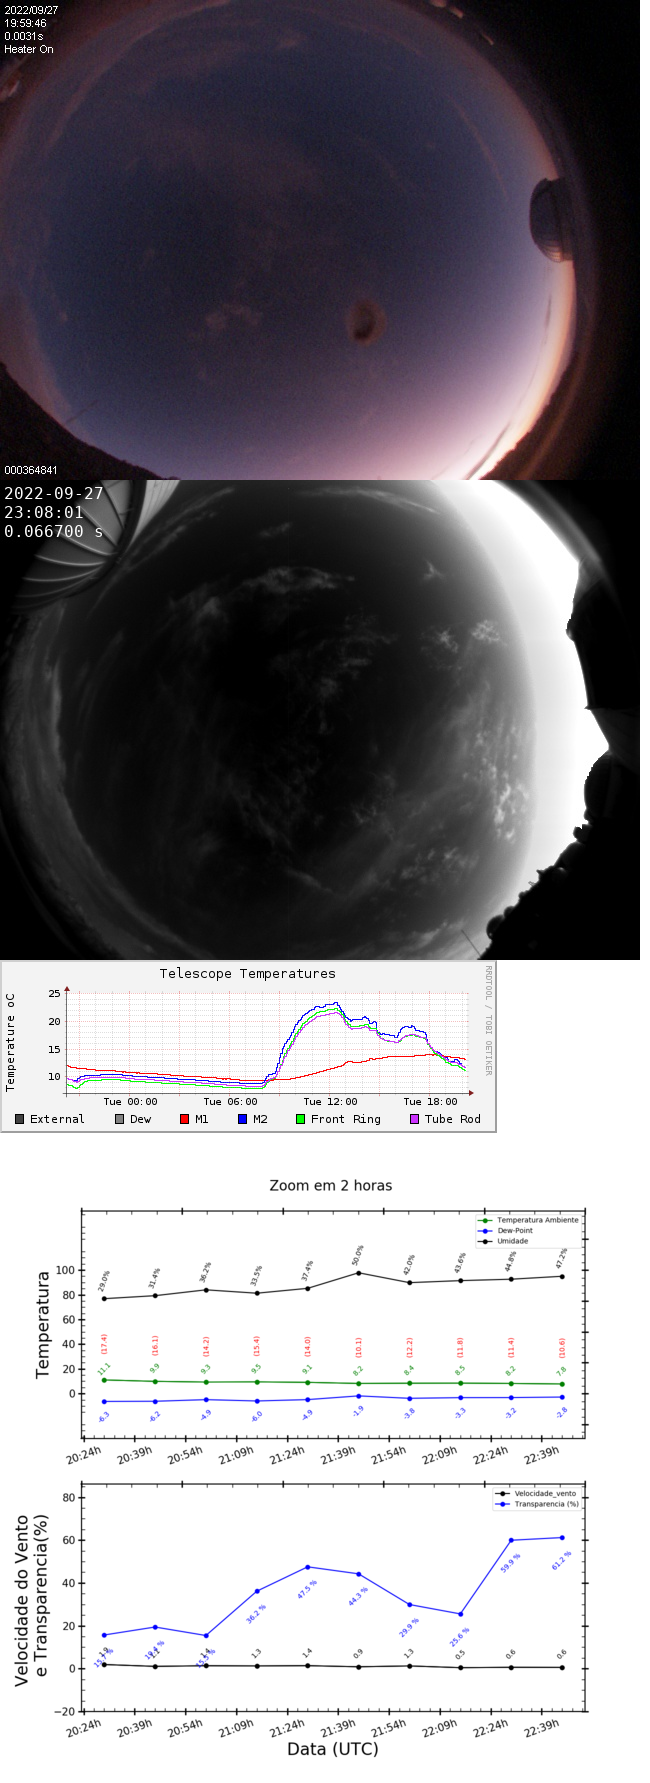 2022/09/27
19:59:46
0.0031s
Heater On
000364841
2022-09-27
23:08:01
0.066700 s
Telescope Temperatures
RRDTOOL / TOBI OETIKER
Temperature oC
25
20
15
10
Tue 00:00 Tue 06:00 Tue 12:00 Tue 18:00
External Dew M1 M2 Front Ring Tube Rod
Zoom em 2 horas
Temperatura Ambiente
Dew-Point
Umidade
Temperatura
100
80
60
40
20
0
29.0% 31.4% 36.2% 33.5% 37.4% 50.0% 42.0% 43.6% 44.8% 47.2%
(17.4) (16.1) (14.2) (15.4) (14.0) (10.1) (12.2) (11.8) (11.4) (10.6)
11.1 9.9 9.3 9.5 9.1 8.2 8.4 8.5 8.2 7.8
-6.3 -6.2 -4.9 -6.0 -4.9 -1.9 -3.8 -3.3 -3.2 -2.8
20:24h 20:39h 20:54h 21:09h 21:24h 21:39h 21:54h 22:09h 22:24h 22:39h
Velocidade_vento
Transparencia (%)
Velocidade do Vento
e Transparencia(%)
80
60
40
20
0
−20
36.2 % 47.5 % 44.3 % 29.9 % 25.6 % 59.9 % 61.2 %
1.3 1.4 0.9 1.3 0.5 0.6 0.6
20:24h 20:39h 20:54h 21:09h 21:24h 21:39h 21:54h 22:09h 22:24h 22:39h
Data (UTC)